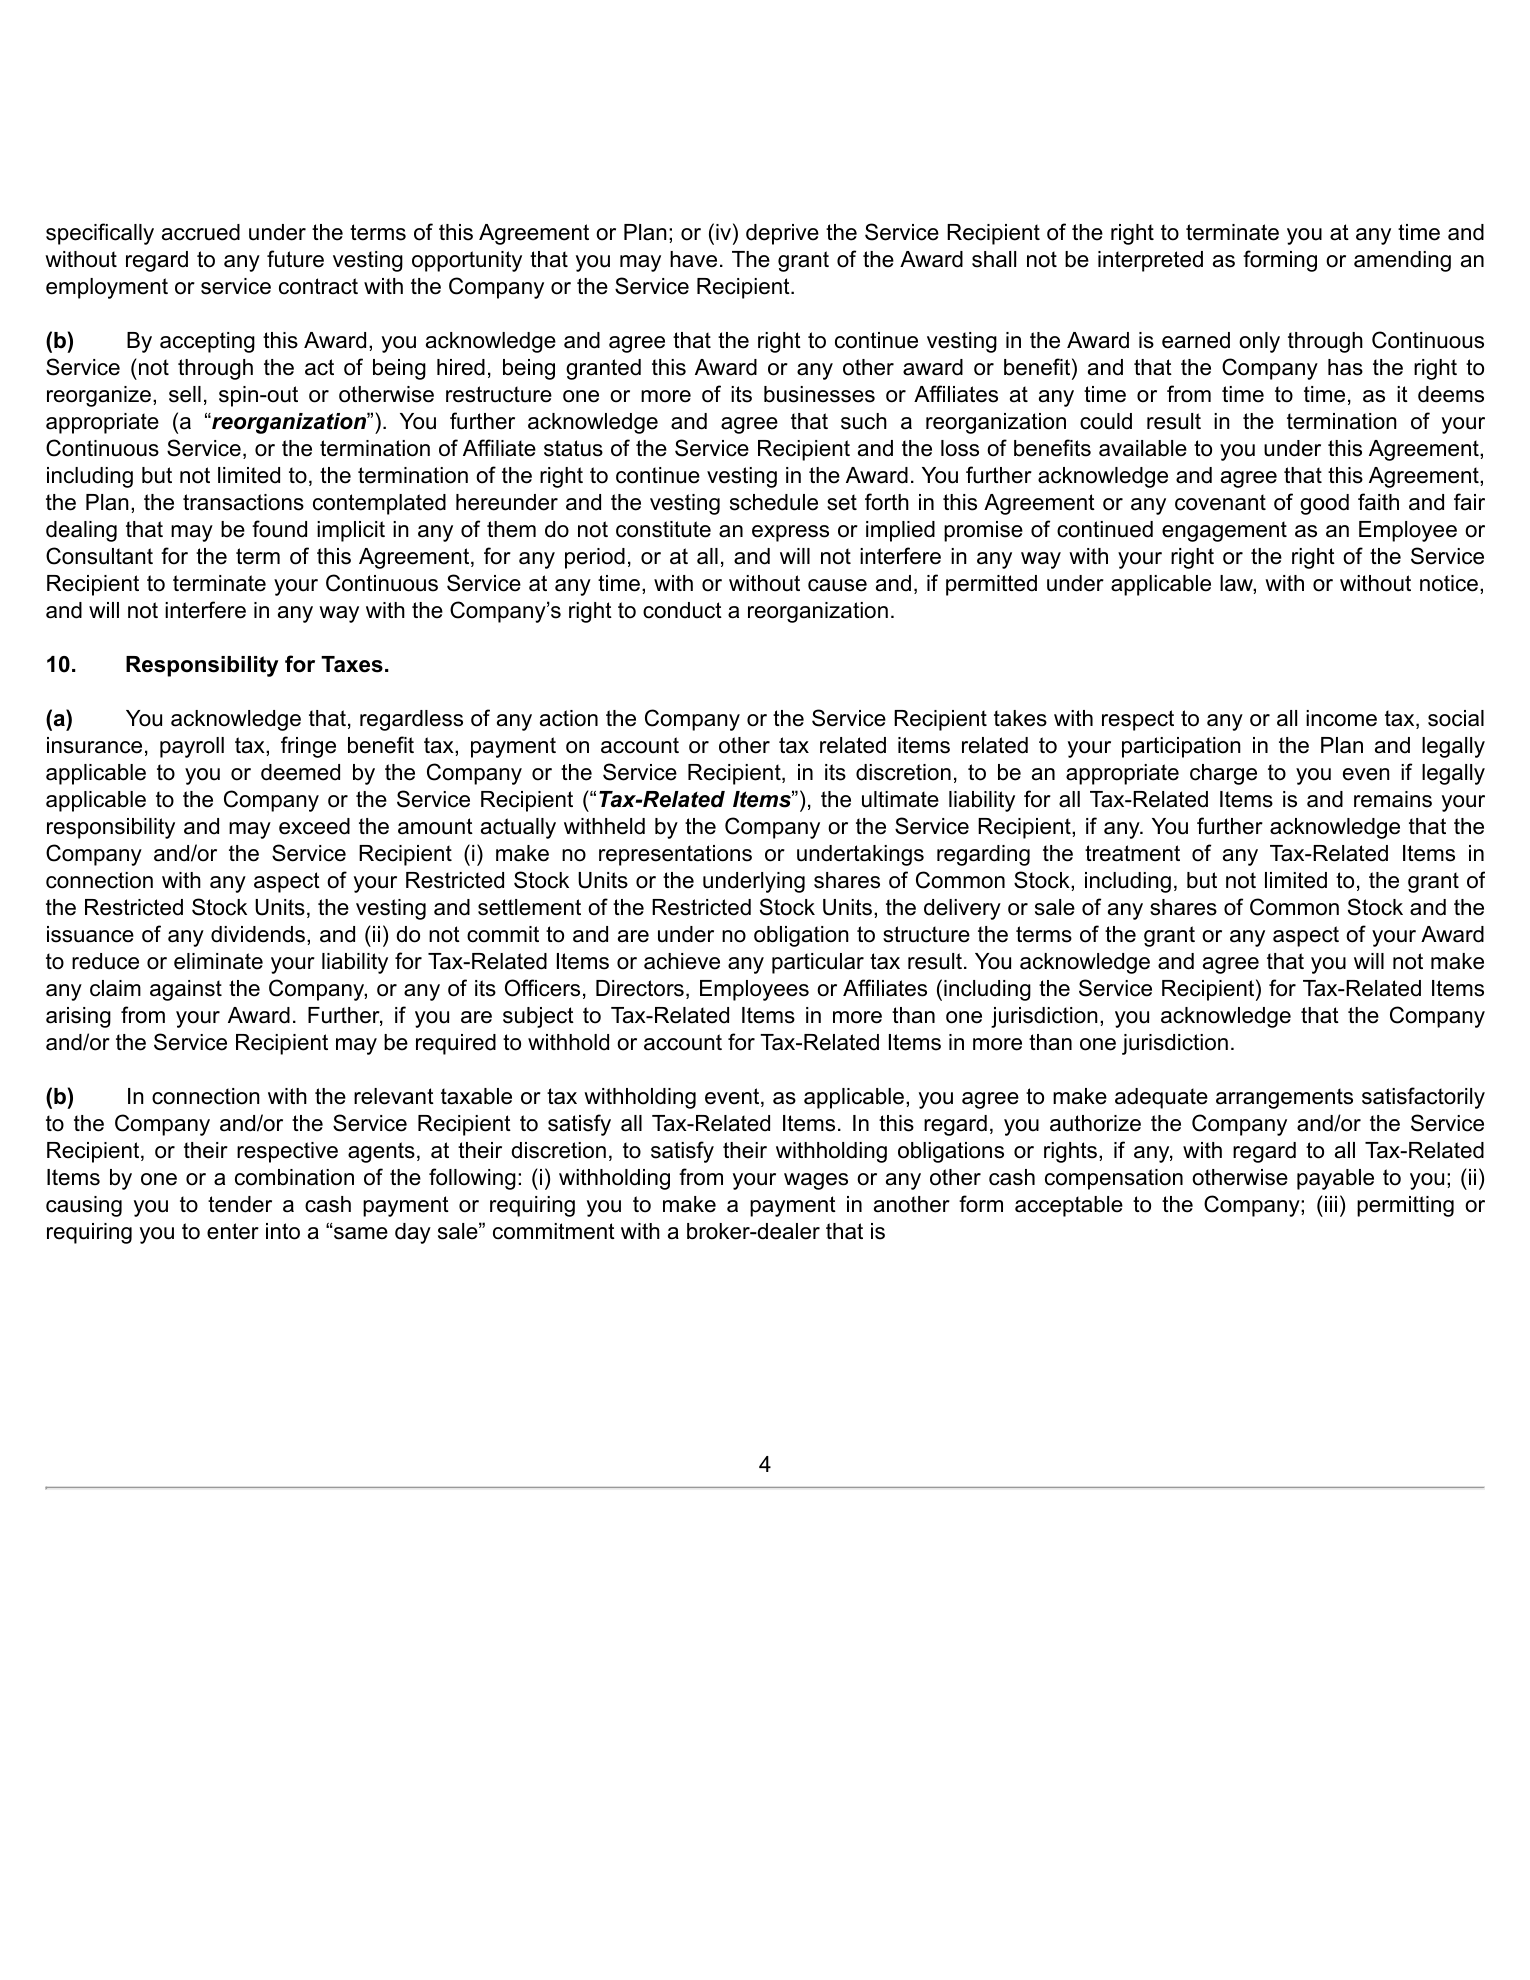 specifically accrued under the terms of this Agreement or Plan; or (iv) deprive the Service Recipient of the right to terminate you at any time and
without regard to any future vesting opportunity that you may have. The grant of the Award shall not be interpreted as forming or amending an
employment or service contract with the Company or the Service Recipient.
(b) By accepting this Award, you acknowledge and agree that the right to continue vesting in the Award is earned only through Continuous
Service (not through the act of being hired, being granted this Award or any other award or benefit) and that the Company has the right to
reorganize, sell, spin-out or otherwise restructure one or more of its businesses or Affiliates at any time or from time to time, as it deems
appropriate (a “reorganization”). You further acknowledge and agree that such a reorganization could result in the termination of your
Continuous Service, or the termination of Affiliate status of the Service Recipient and the loss of benefits available to you under this Agreement,
including but not limited to, the termination of the right to continue vesting in the Award. You further acknowledge and agree that this Agreement,
the Plan, the transactions contemplated hereunder and the vesting schedule set forth in this Agreement or any covenant of good faith and fair
dealing that may be found implicit in any of them do not constitute an express or implied promise of continued engagement as an Employee or
Consultant for the term of this Agreement, for any period, or at all, and will not interfere in any way with your right or the right of the Service
Recipient to terminate your Continuous Service at any time, with or without cause and, if permitted under applicable law, with or without notice,
and will not interfere in any way with the Company’s right to conduct a reorganization.
10. Responsibility for Taxes.
(a) You acknowledge that, regardless of any action the Company or the Service Recipient takes with respect to any or all income tax, social
insurance, payroll tax, fringe benefit tax, payment on account or other tax related items related to your participation in the Plan and legally
applicable to you or deemed by the Company or the Service Recipient, in its discretion, to be an appropriate charge to you even if legally
applicable to the Company or the Service Recipient (“Tax-Related Items”), the ultimate liability for all Tax-Related Items is and remains your
responsibility and may exceed the amount actually withheld by the Company or the Service Recipient, if any. You further acknowledge that the
Company and/or the Service Recipient (i) make no representations or undertakings regarding the treatment of any Tax-Related Items in
connection with any aspect of your Restricted Stock Units or the underlying shares of Common Stock, including, but not limited to, the grant of
the Restricted Stock Units, the vesting and settlement of the Restricted Stock Units, the delivery or sale of any shares of Common Stock and the
issuance of any dividends, and (ii) do not commit to and are under no obligation to structure the terms of the grant or any aspect of your Award
to reduce or eliminate your liability for Tax-Related Items or achieve any particular tax result. You acknowledge and agree that you will not make
any claim against the Company, or any of its Officers, Directors, Employees or Affiliates (including the Service Recipient) for Tax-Related Items
arising from your Award. Further, if you are subject to Tax-Related Items in more than one jurisdiction, you acknowledge that the Company
and/or the Service Recipient may be required to withhold or account for Tax-Related Items in more than one jurisdiction.
(b) In connection with the relevant taxable or tax withholding event, as applicable, you agree to make adequate arrangements satisfactorily
to the Company and/or the Service Recipient to satisfy all Tax-Related Items. In this regard, you authorize the Company and/or the Service
Recipient, or their respective agents, at their discretion, to satisfy their withholding obligations or rights, if any, with regard to all Tax-Related
Items by one or a combination of the following: (i) withholding from your wages or any other cash compensation otherwise payable to you; (ii)
causing you to tender a cash payment or requiring you to make a payment in another form acceptable to the Company; (iii) permitting or
requiring you to enter into a “same day sale” commitment with a broker-dealer that is
4